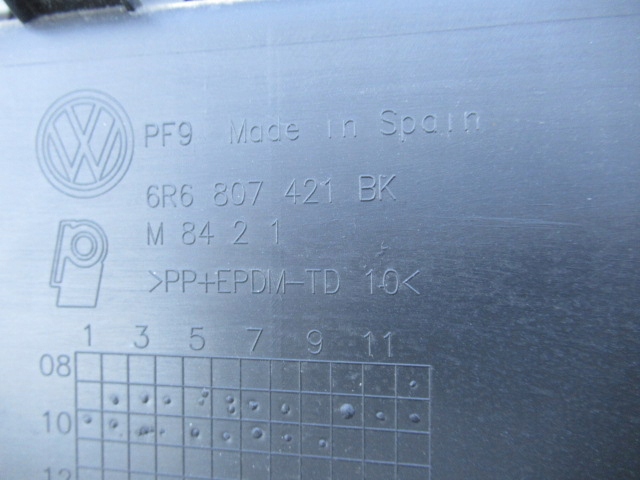 PF9 Made in Spain
6R6 807 421 BK
M 84 2 1
>PP+EPDM-TD 10<
1 3 5 7 9 11
08
10
12